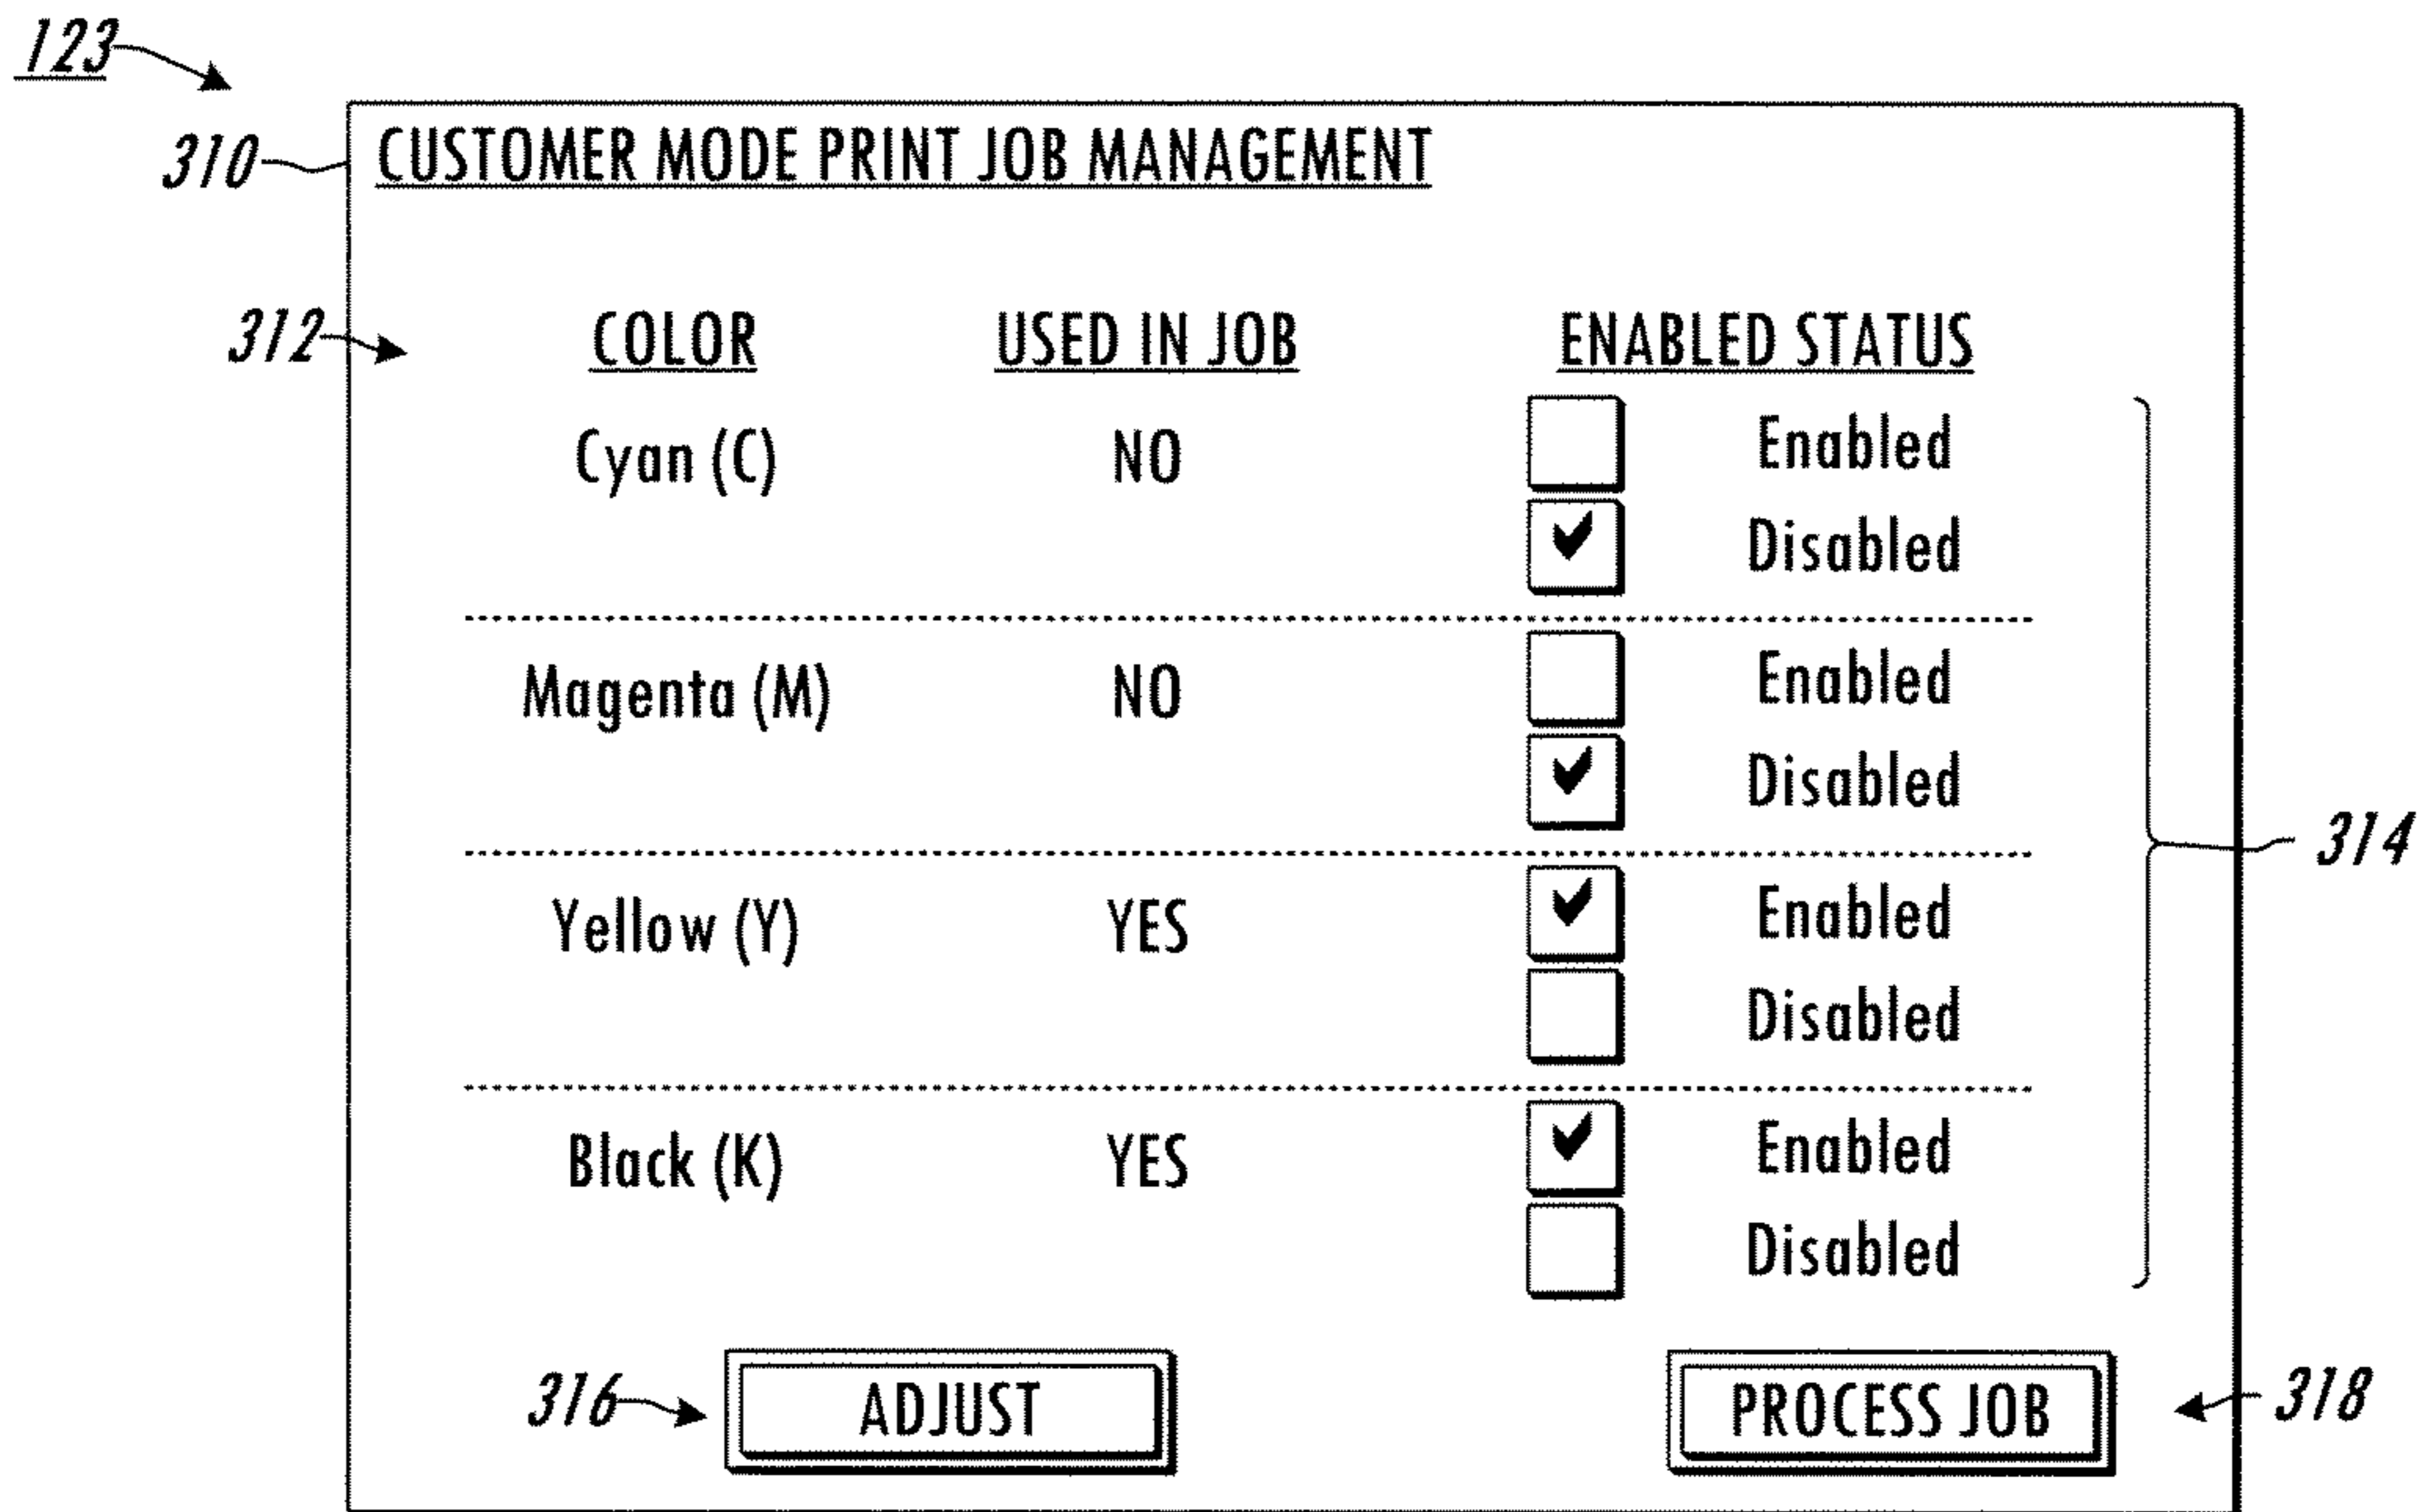 123
310 CUSTOMER MODE PRINT JOB MANAGEMENT
312 COLOR USED IN JOB ENABLED STATUS
Cyan (C) NO Enabled
Disabled
Magenta (M) NO Enabled
Disabled
314
Yellow (Y) YES Enabled
Disabled
Black (K) YES Enabled
Disabled
316 ADJUST PROCESS JOB 318